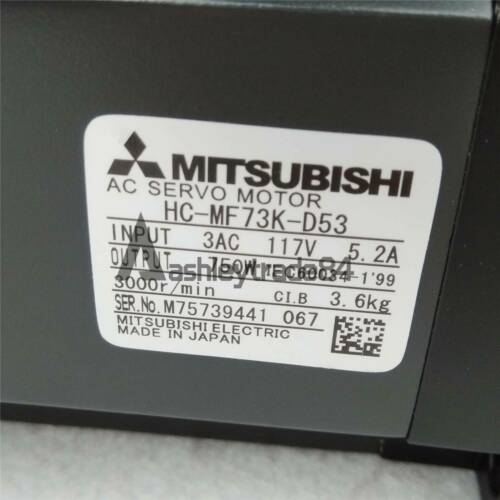 MITSUBISHI
AC SERVO MOTOR
HC-MF73K-D53
INPUT 3AC 117V 5.2A
OUTPUT 750W IEC60034-1'99
ashleytrade84
3000r/min CI.B 3.6kg
SER.No.M75739441 067
MITSUBISHI ELECTRIC
MADE IN JAPAN